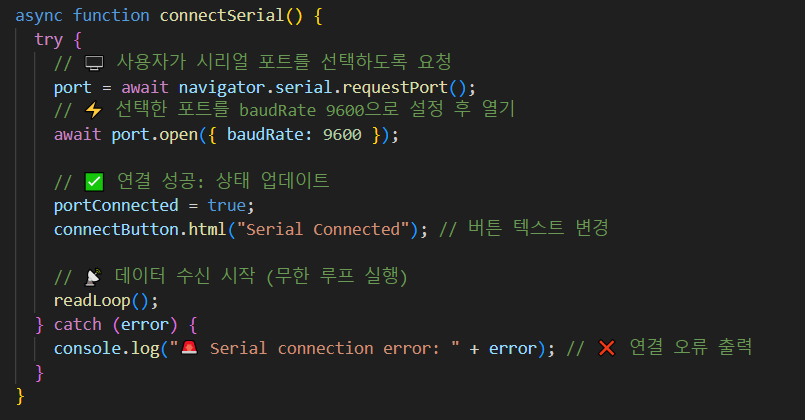 async function connectSerial() {
  try {
    // 🖥️ 사용자가 시리얼 포트를 선택하도록 요청
    port = await navigator.serial.requestPort();
    // ⚡ 선택한 포트를 baudRate 9600으로 설정 후 열기
    await port.open({ baudRate: 9600 });

    // ✅ 연결 성공: 상태 업데이트
    portConnected = true;
    connectButton.html("Serial Connected"); // 버튼 텍스트 변경

    // 📡 데이터 수신 시작 (무한 루프 실행)
    readLoop();
  } catch (error) {
    console.log("🚨 Serial connection error: " + error); // ❌ 연결 오류 출력
  }
}